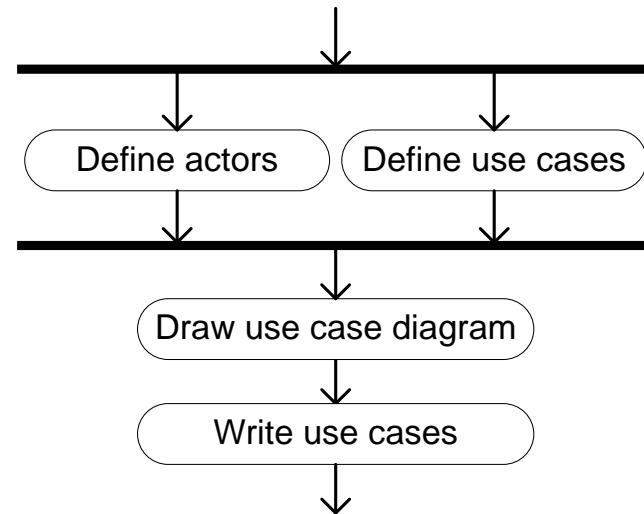 Define actors
Define use cases
Draw use case diagram
Write use cases